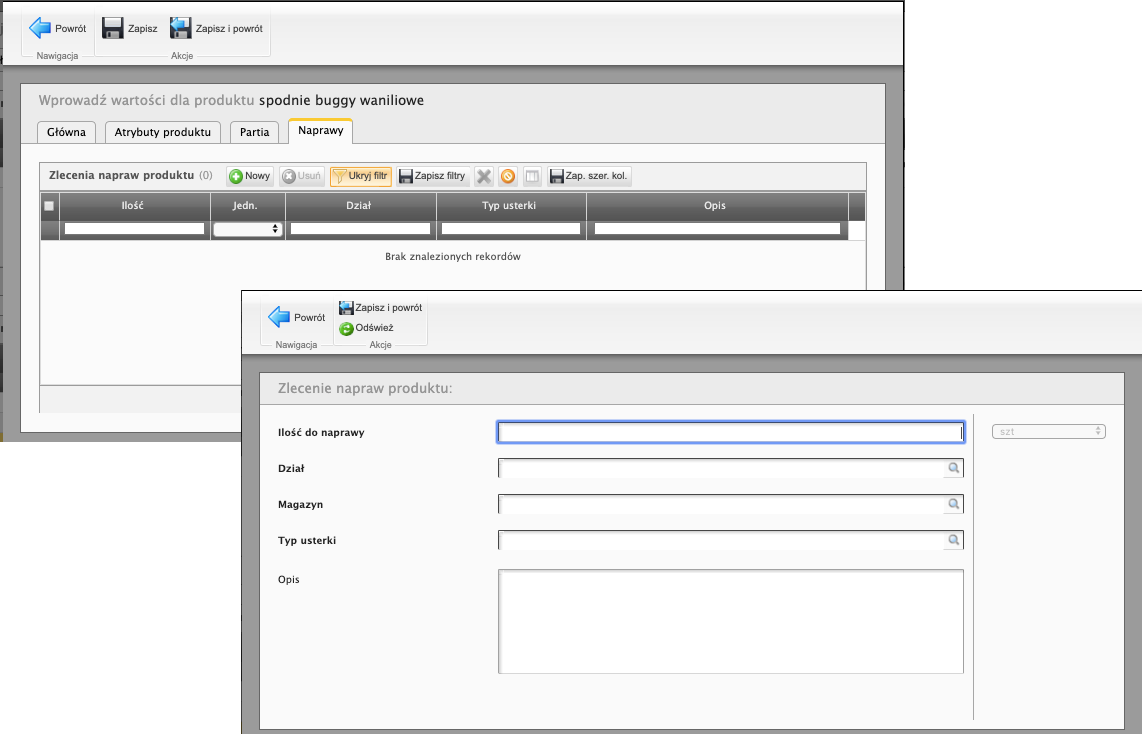 Powrót Zapisz Zapisz i powrót
Nawigacja Akcje
Wprowadź wartości dla produktu spodnie buggy waniliowe
Główna Atrybuty produktu Partia Naprawy
Zlecenia napraw produktu (0) Nowy Usuń Ukryj filtr Zapisz filtry Zap. szer. kol.
Ilość Jedn. Dział Typ usterki Opis
Brak znalezionych rekordów
Zapisz i powrót
Powrót
Odśwież
Nawigacja Akcje
Zlecenie napraw produktu:
Ilość do naprawy szt
Dział
Magazyn
Typ usterki
Opis